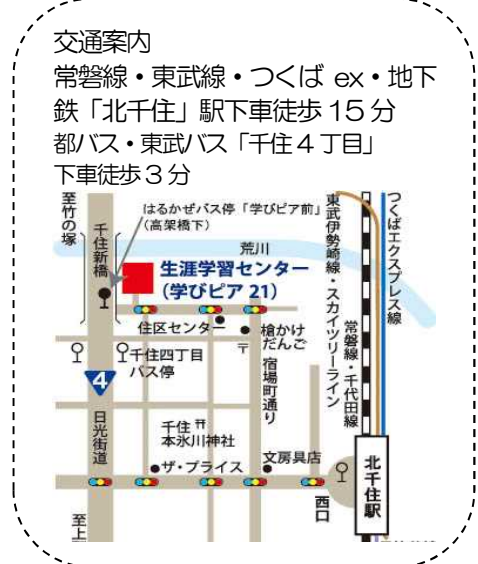 交通案内
常磐線・東武線・つくば ex・地下
鉄「北千住」駅下車徒歩 15 分
都バス・東武バス「千住４丁目」
下車徒歩３分
至竹の塚
千住新橋
はるかぜバス停「学びピア前」
(高架橋下)
荒川
東武伊勢崎線・スカイツリーライン
つくばエクスプレス線
生涯学習センター
(学びピア 21)
住区センター
槍かけ
だんご
〒
常磐線・千代田線
千住四丁目
バス停
宿場町通り
4
日光街道
千住
本氷川神社
ザ・プライス
文房具店
北千住駅
西口
至上